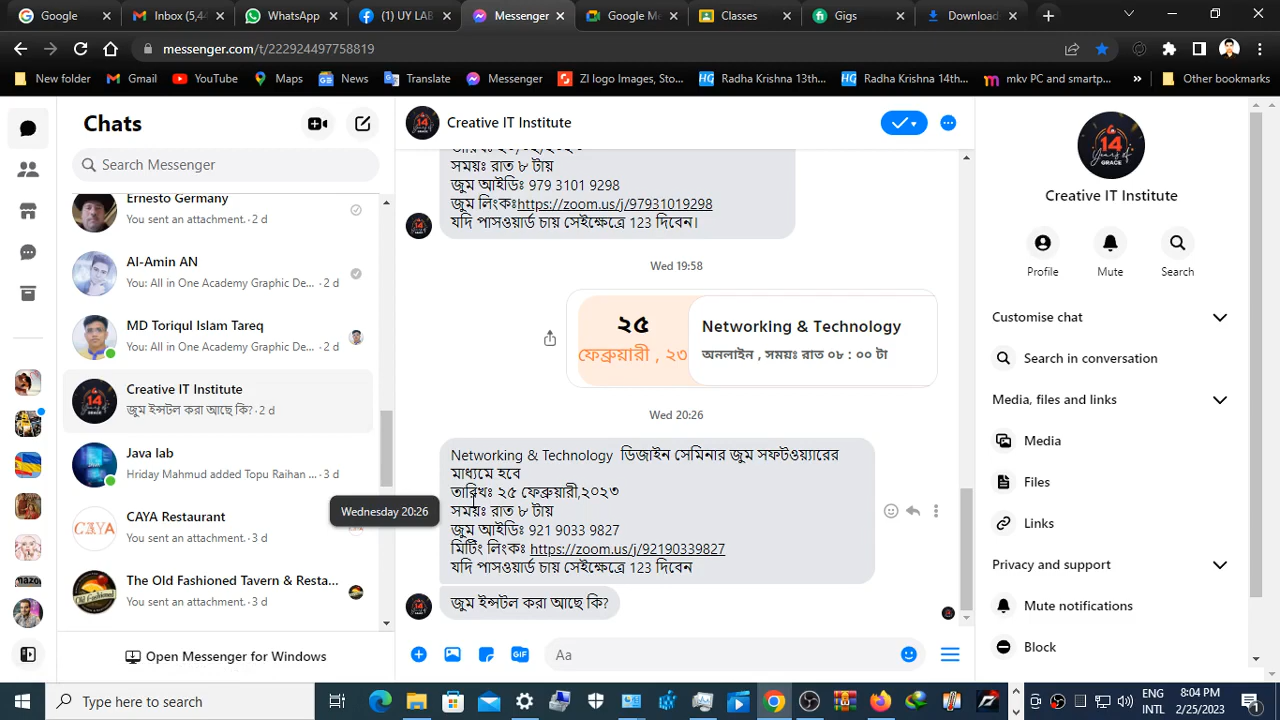 Google
Inbox (5,44
WhatsApp
(1) UY LAB
Messenger
Google Me
Classes
Gigs
Download
messenger.com/t/222924497758819
New folder
Gmail
YouTube
Maps
News
Translate
Messenger
ZI logo Images, Sto...
Radha Krishna 13th...
Radha Krishna 14th...
mkv PC and smartp...
Other bookmarks
Chats
Search Messenger
Ernesto Germany
You sent an attachment. · 2 d
Al-Amin AN
You: All in One Academy Graphic De... · 2 d
MD Toriqul Islam Tareq
You: All in One Academy Graphic De... · 2 d
Creative IT Institute
জুম ইন্সটল করা আছে কি? · 2 d
Java lab
Hriday Mahmud added Topu Raihan ... · 3 d
CAYA Restaurant
You sent an attachment. · 3 d
The Old Fashioned Tavern & Resta...
You sent an attachment. · 3 d
Open Messenger for Windows
Wednesday 20:26
Creative IT Institute
সময়ঃ রাত ৮ টায়
জুম আইডিঃ 979 3101 9298
জুম লিংকঃhttps://zoom.us/j/97931019298
যদি পাসওয়ার্ড চায় সেইক্ষেত্রে 123 দিবেন।
Wed 19:58
২৫
ফেব্রুয়ারী , ২৩
Networking & Technology
অনলাইন , সময়ঃ রাত ০৮ : ০০ টা
Wed 20:26
Networking & Technology ডিজাইন সেমিনার জুম সফটওয়্যারের
মাধ্যমে হবে
তারিখঃ ২৫ ফেব্রুয়ারী,২০২৩
সময়ঃ রাত ৮ টায়
জুম আইডিঃ 921 9033 9827
মিটিং লিংকঃ https://zoom.us/j/92190339827
যদি পাসওয়ার্ড চায় সেইক্ষেত্রে 123 দিবেন
জুম ইন্সটল করা আছে কি?
GIF
Aa
14
Years of
GRACE
Creative IT Institute
Profile
Mute
Search
Customise chat
Search in conversation
Media, files and links
Media
Files
Links
Privacy and support
Mute notifications
Block
Type here to search
ENG
INTL
8:04 PM
2/25/2023